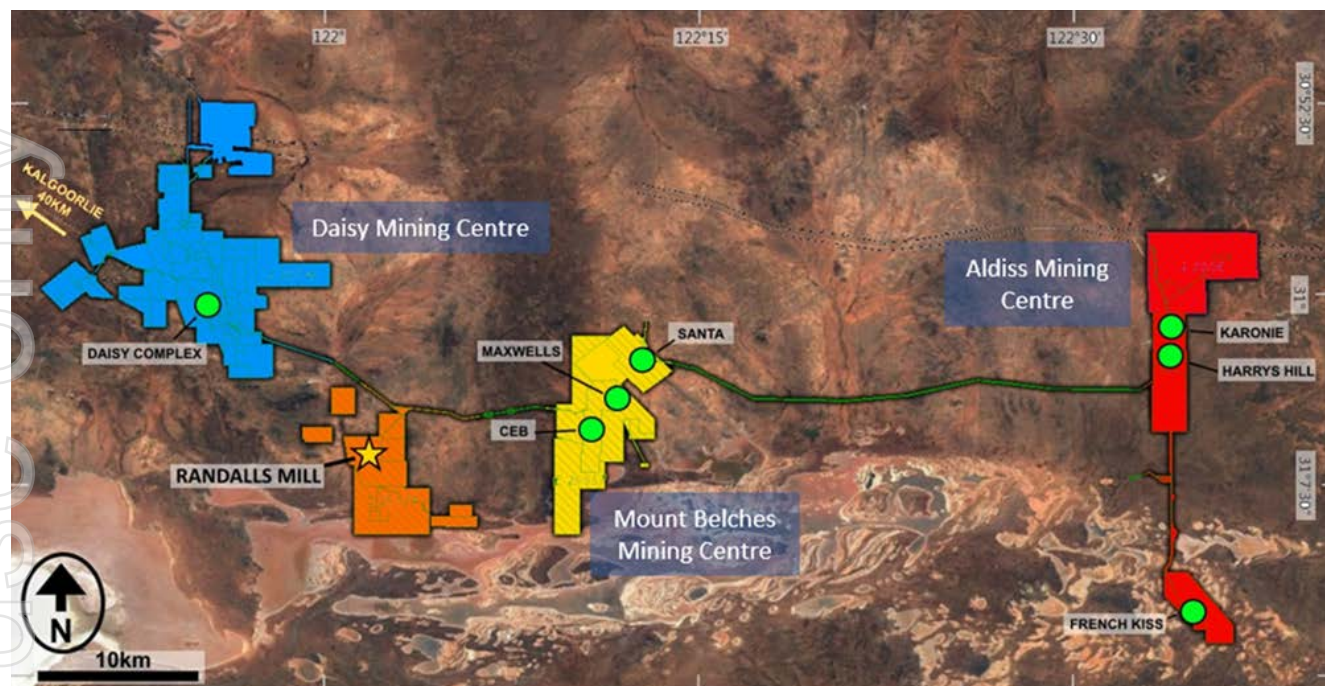 122°
122°15'
122°30'
30°52'30"
KALGOORLIE
40KM
Daisy Mining Centre
Aldiss Mining
Centre
31°
SANTA
KARONIE
MAXWELLS
DAISY COMPLEX
HARRYS HILL
CEB
RANDALLS MILL
31°7'30"
Mount Belches
Mining Centre
FRENCH KISS
N
10km